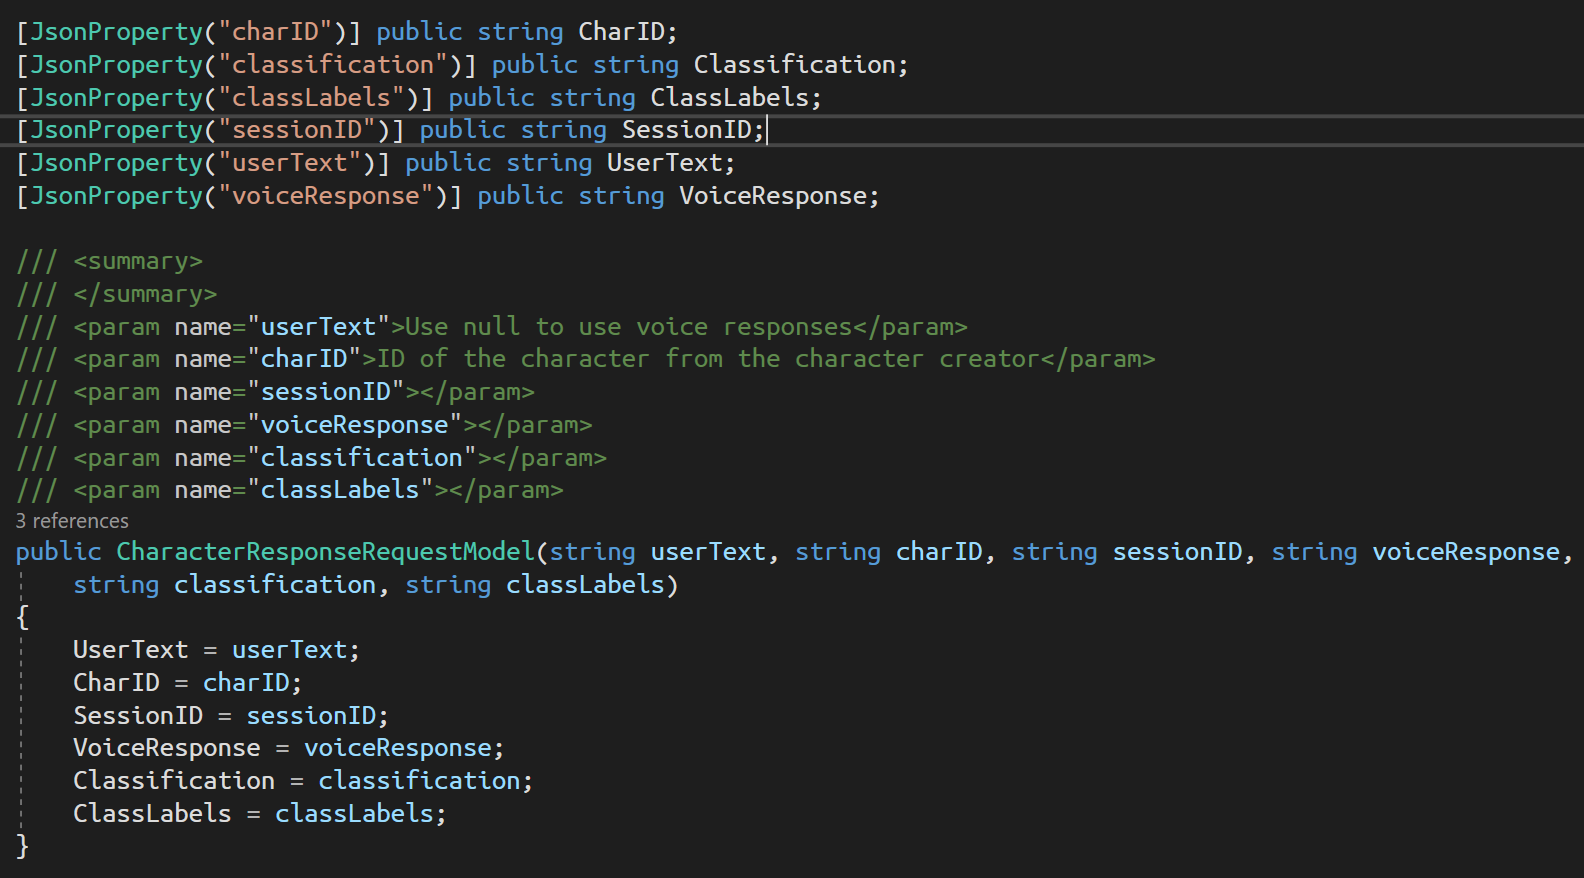 [JsonProperty("charID")] public string CharID;
[JsonProperty("classification")] public string Classification;
[JsonProperty("classLabels")] public string ClassLabels;
[JsonProperty("sessionID")] public string SessionID;
[JsonProperty("userText")] public string UserText;
[JsonProperty("voiceResponse")] public string VoiceResponse;
/// <summary>
/// </summary>
/// <param name="userText">Use null to use voice responses</param>
/// <param name="charID">ID of the character from the character creator</param>
/// <param name="sessionID"></param>
/// <param name="voiceResponse"></param>
/// <param name="classification"></param>
/// <param name="classLabels"></param>
3 references
public CharacterResponseRequestModel(string userText, string charID, string sessionID, string voiceResponse,
    string classification, string classLabels)
{
    UserText = userText;
    CharID = charID;
    SessionID = sessionID;
    VoiceResponse = voiceResponse;
    Classification = classification;
    ClassLabels = classLabels;
}